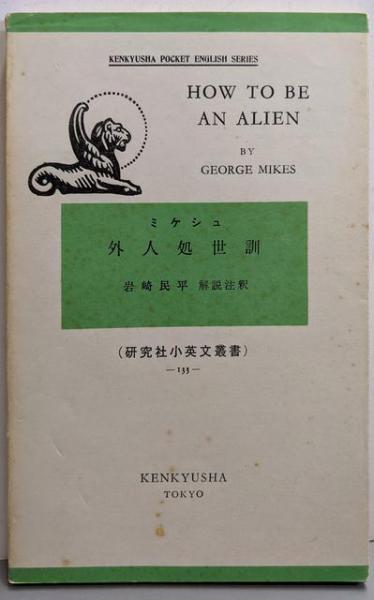 KENKYUSHA POCKET ENGLISH SERIES
HOW TO BE
AN ALIEN
BY
GEORGE MIKES
ミケシュ
外人処世訓
岩崎民平 解説注釈
(研究社小英文叢書)
—133—
KENKYUSHA
TOKYO